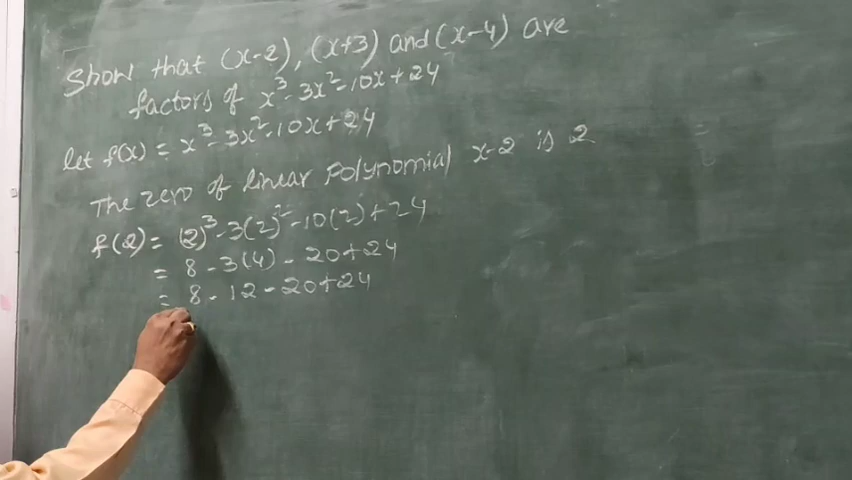 Show that (x-2), (x+3) and (x-4) are
factors of x³-3x²-10x+24
let f(x) = x³-3x²-10x+24
The zero of linear polynomial x-2 is 2
f(2) = (2)³-3(2)²-10(2)+24
= 8-3(4)-20+24
= 8-12-20+24